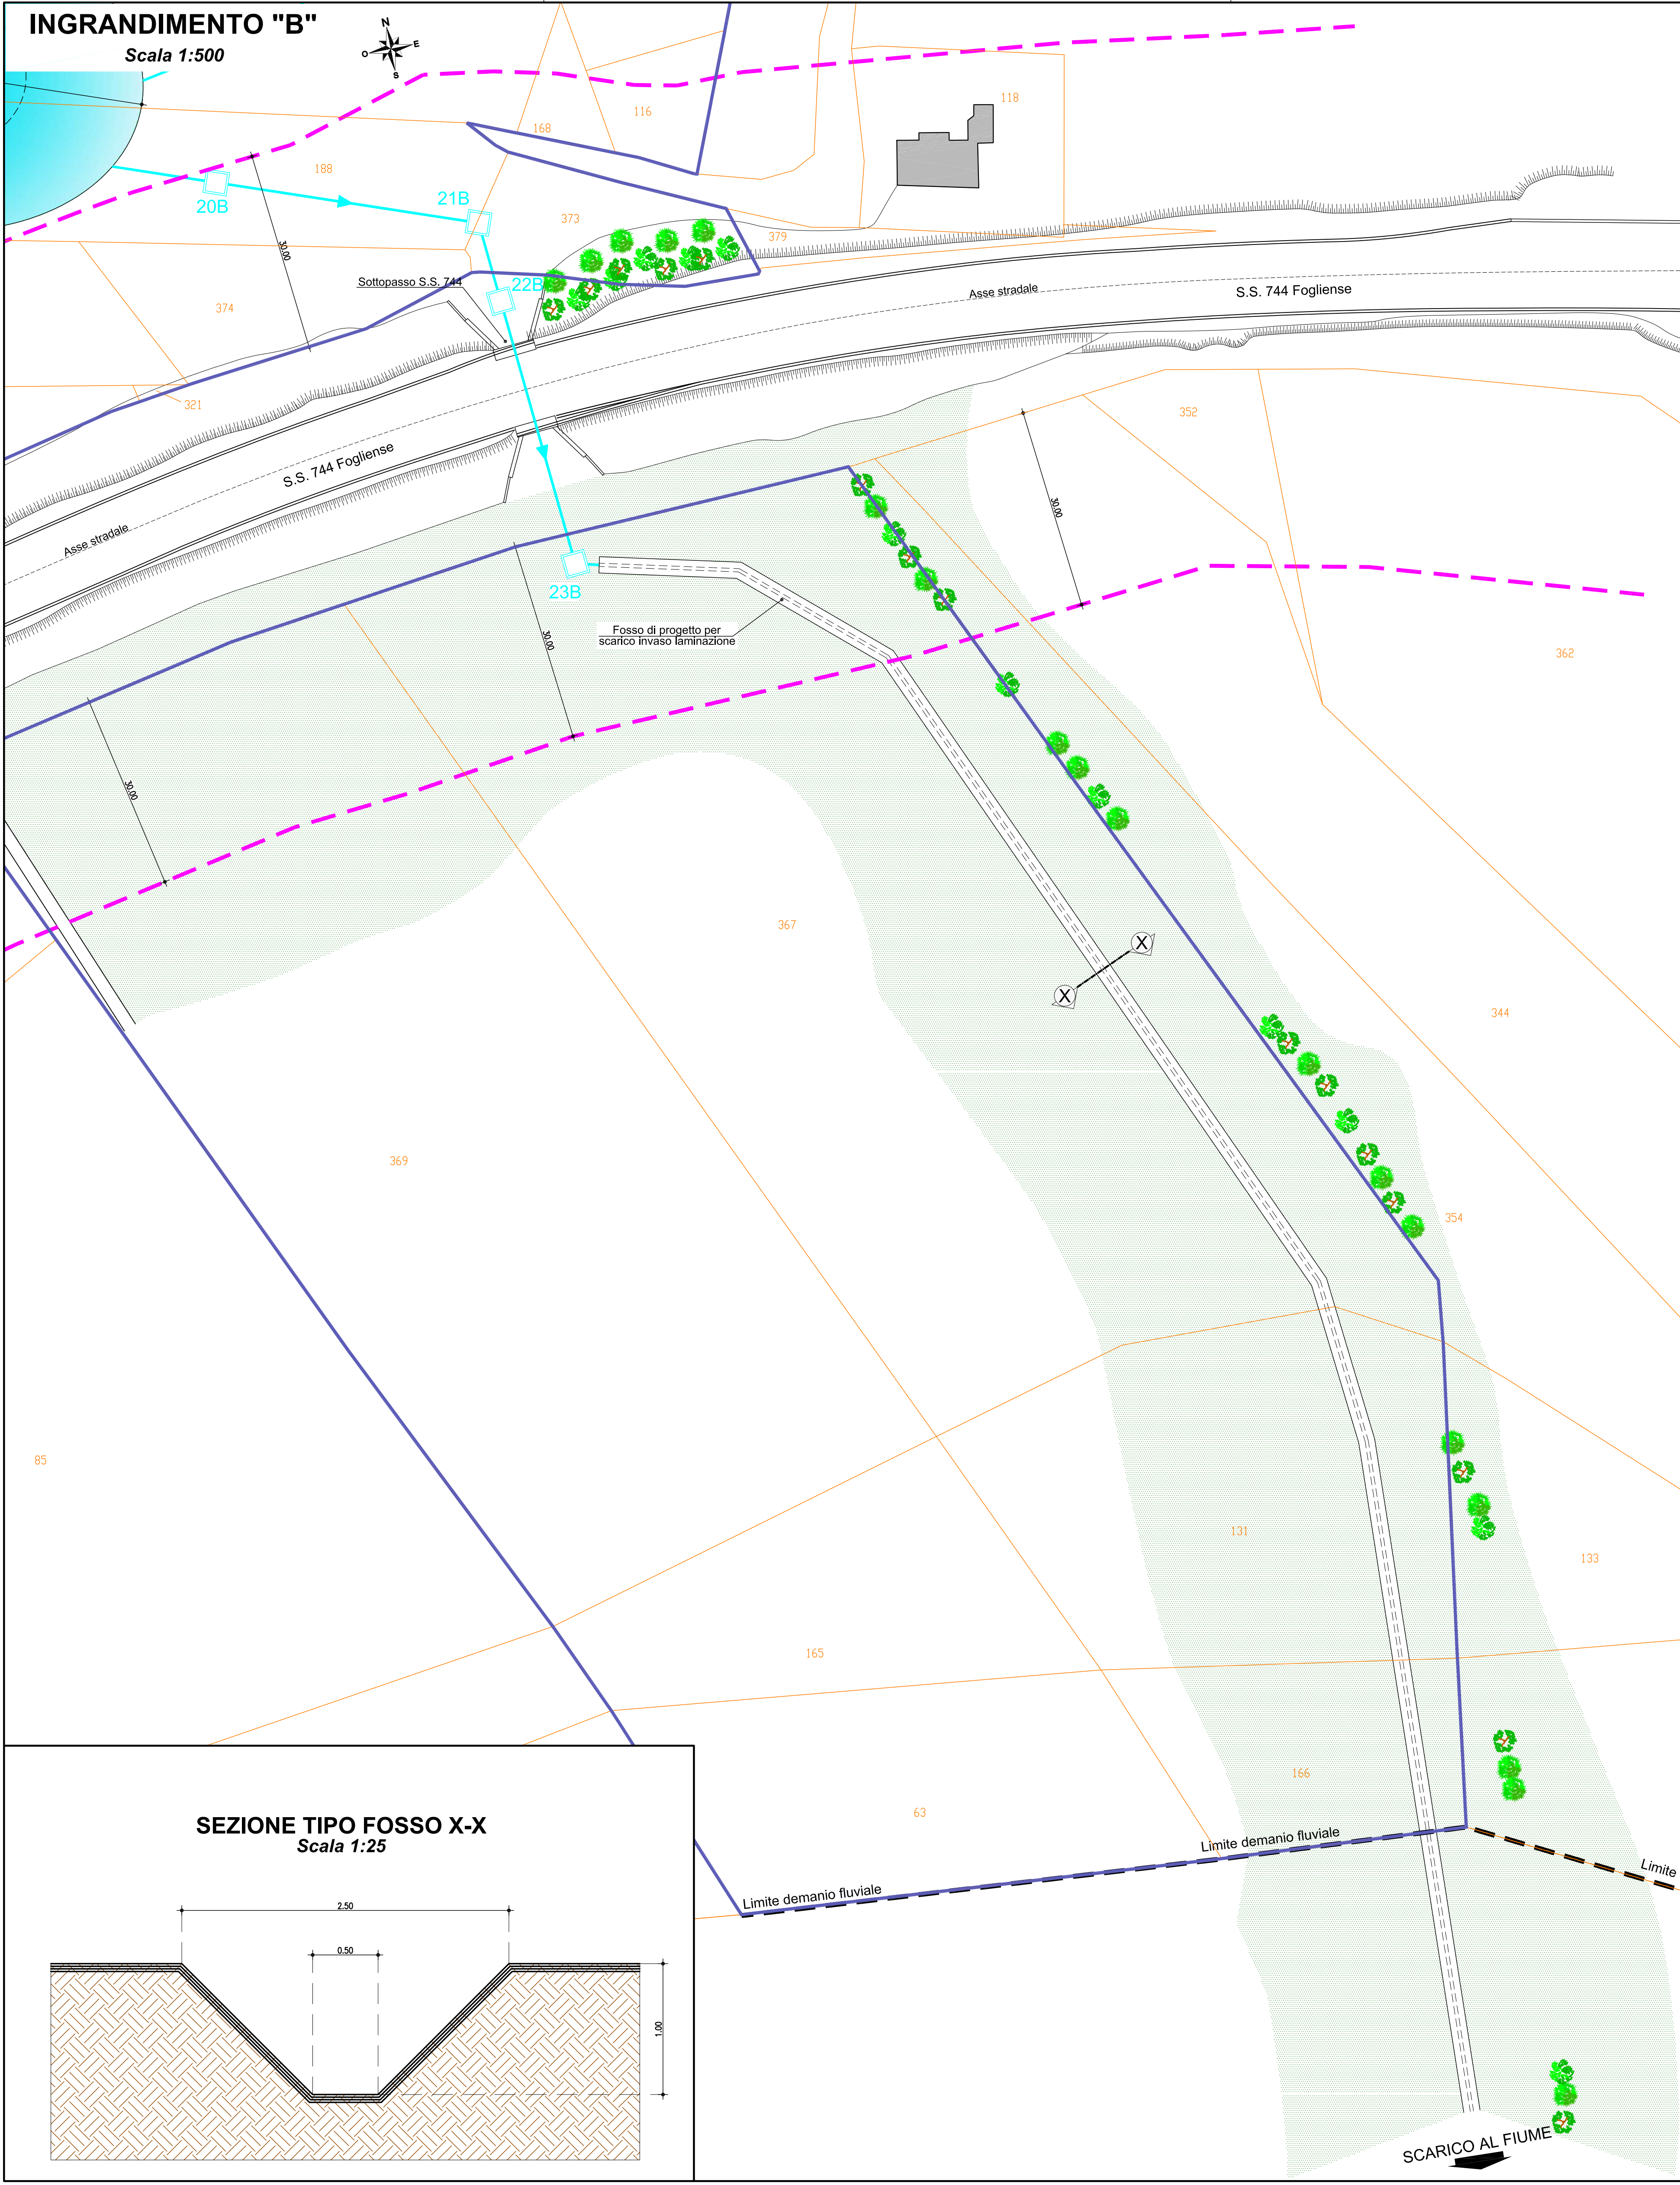 INGRANDIMENTO "B"
Scala 1:500
N
O
E
S
116
118
168
188
20B
21B
373
379
30.00
Sottopasso S.S. 744
22B
374
Asse stradale
S.S. 744 Fogliense
321
352
S.S. 744 Fogliense
Asse stradale
30.00
23B
Fosso di progetto per
scarico invaso laminazione
30.00
362
30.00
367
X
X
344
369
354
85
131
133
165
166
63
Limite demanio fluviale
Limite demanio fluviale
Limite
SEZIONE TIPO FOSSO X-X
Scala 1:25
2.50
0.50
1.00
SCARICO AL FIUME